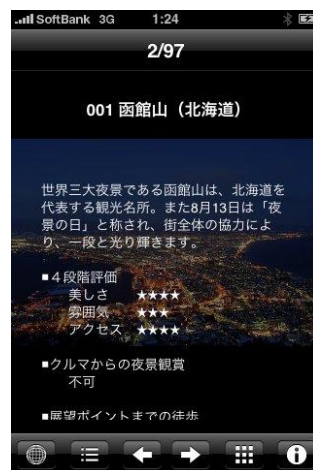 SoftBank 3G 1:24
2/97
001 函館山（北海道）
世界三大夜景である函館山は、北海道を
代表する観光名所。また8月13日は「夜
景の日」と称され、街全体の協力によ
り、一段と光り輝きます。
■４段階評価
美しさ ★★★★
雰囲気 ★★★
アクセス ★★★★
■クルマからの夜景観賞
不可
■展望ポイントまでの徒歩